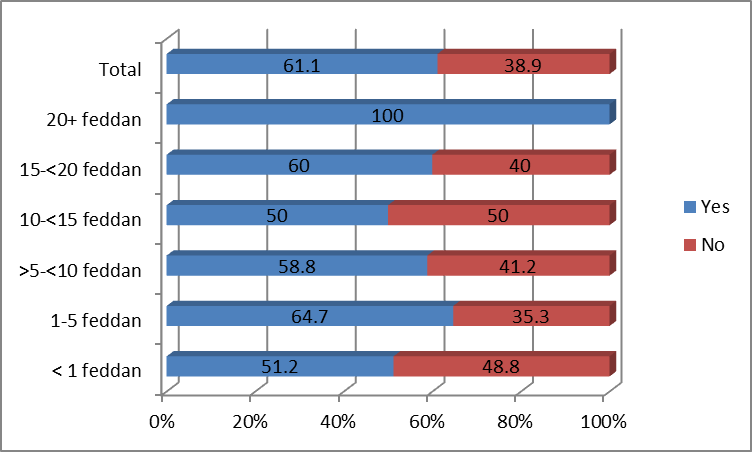 Total 61.1 38.9
20+ feddan 100
15-<20 feddan 60 40
10-<15 feddan 50 50
>5-<10 feddan 58.8 41.2
1-5 feddan 64.7 35.3
< 1 feddan 51.2 48.8
0% 20% 40% 60% 80% 100%
Yes
No